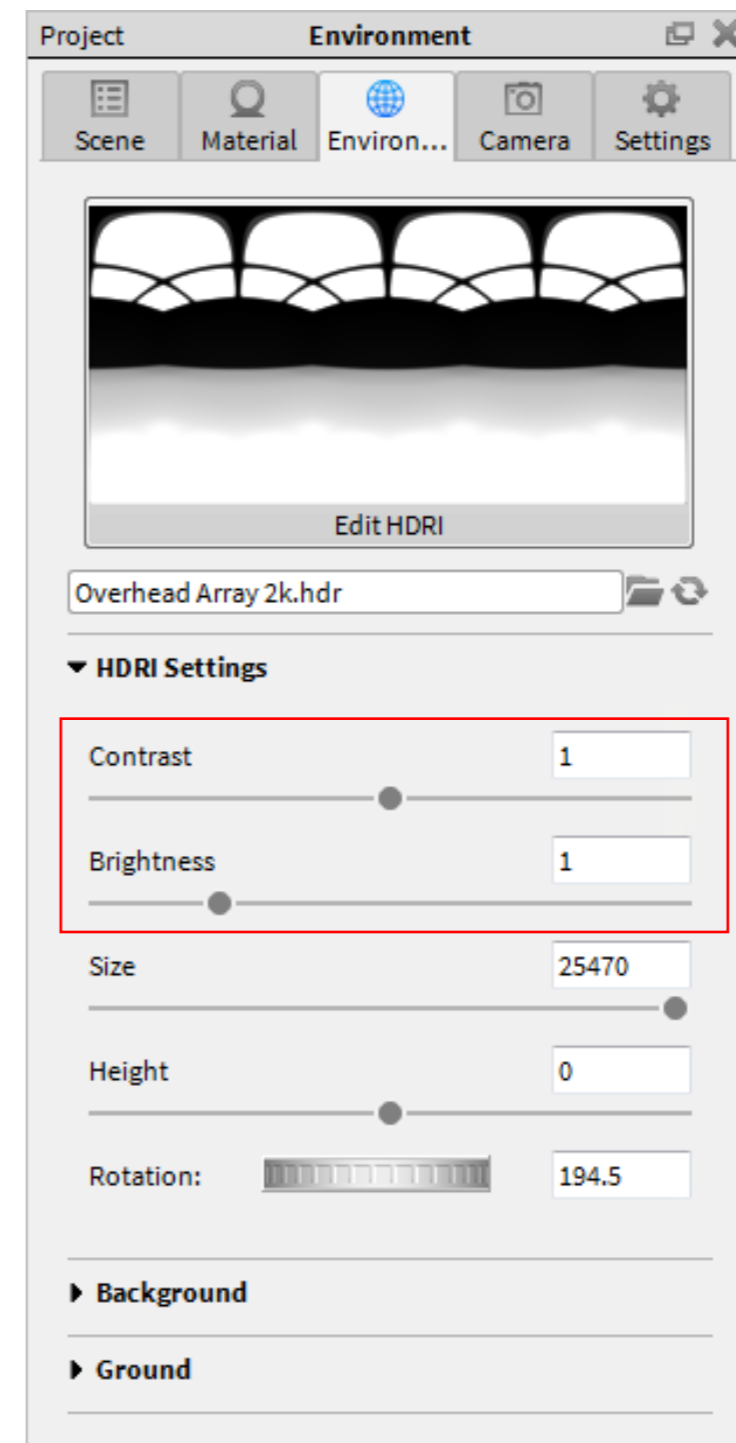 Project Environment
Scene Material Environ... Camera Settings
Edit HDRI
Overhead Array 2k.hdr
HDRI Settings
Contrast 1
Brightness 1
Size 25470
Height 0
Rotation: 194.5
Background
Ground